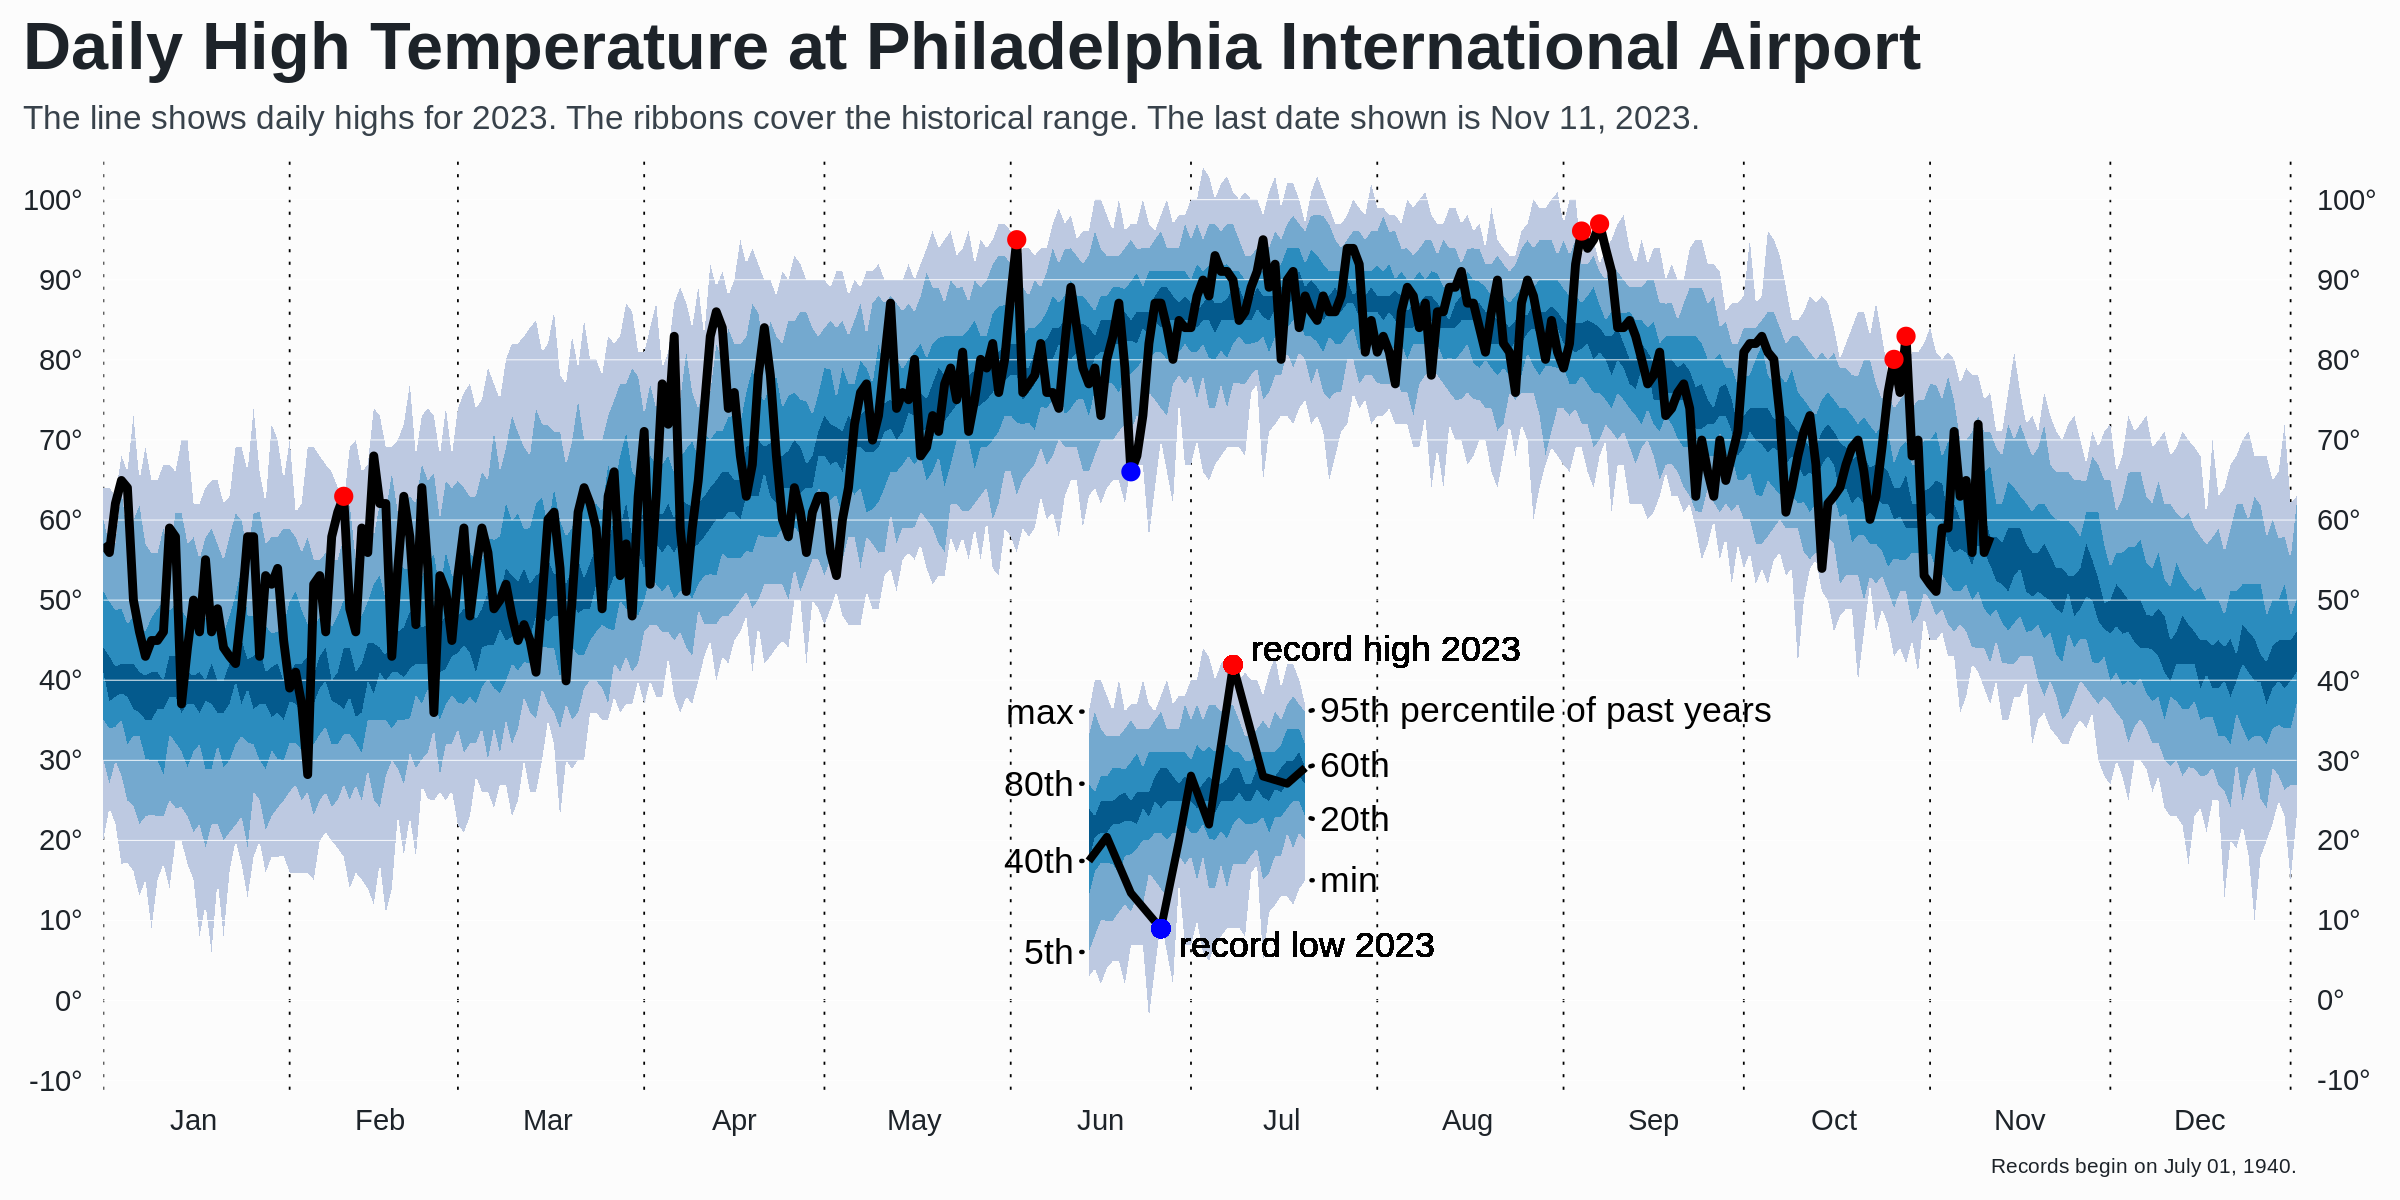 Daily High Temperature at Philadelphia International Airport
The line shows daily highs for 2023. The ribbons cover the historical range. The last date shown is Nov 11, 2023.
100° 100°
90° 90°
80° 80°
70° 70°
60° 60°
50° 50°
record high 2023
40° 40°
max 95th percentile of past years
30° 60th 30°
80th
20° 20th 20°
40th min
10° 10°
5th record low 2023
0° 0°
-10° -10°
Jan Feb Mar Apr May Jun Jul Aug Sep Oct Nov Dec
Records begin on July 01, 1940.